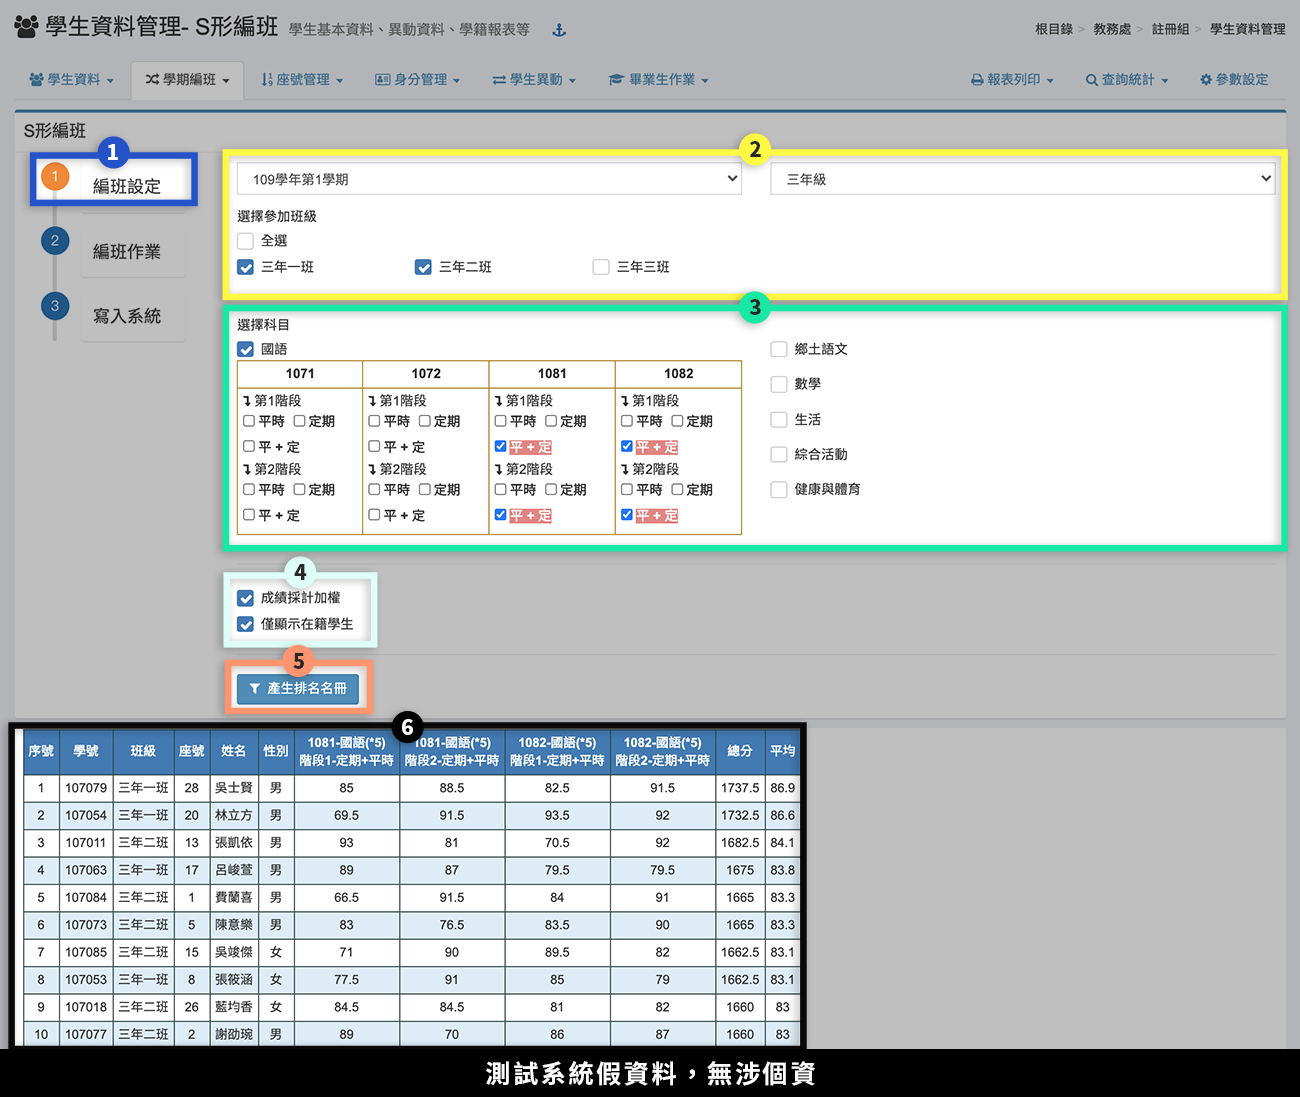 學生資料管理- S形編班 學生基本資料、異動資料、學籍報表等
根目錄 > 教務處 > 註冊組 > 學生資料管理
學生資料 學期編班 座號管理 身分管理 學生異動 畢業生作業 報表列印 查詢統計 參數設定
S形編班
1
1 編班設定
2 編班作業
3 寫入系統
2
109學年第1學期 三年級
選擇參加班級
全選
三年一班 三年二班 三年三班
3
選擇科目
國語
1071 1072 1081 1082
第1階段 第1階段 第1階段 第1階段
平時 定期 平時 定期 平時 定期 平時 定期
平 + 定 平 + 定 平 + 定 平 + 定
第2階段 第2階段 第2階段 第2階段
平時 定期 平時 定期 平時 定期 平時 定期
平 + 定 平 + 定 平 + 定 平 + 定
鄉土語文
數學
生活
綜合活動
健康與體育
4
成績採計加權
僅顯示在籍學生
5
產生排名名冊
6
序號 學號 班級 座號 姓名 性別 1081-國語(*5) 階段1-定期+平時 1081-國語(*5) 階段2-定期+平時 1082-國語(*5) 階段1-定期+平時 1082-國語(*5) 階段2-定期+平時 總分 平均
1 107079 三年一班 28 吳士賢 男 85 88.5 82.5 91.5 1737.5 86.9
2 107054 三年一班 20 林立方 男 69.5 91.5 93.5 92 1732.5 86.6
3 107011 三年二班 13 張凱依 男 93 81 70.5 92 1682.5 84.1
4 107063 三年一班 17 呂峻萱 男 89 87 79.5 79.5 1675 83.8
5 107084 三年二班 1 費蘭喜 男 66.5 91.5 84 91 1665 83.3
6 107073 三年二班 5 陳意樂 男 83 76.5 83.5 90 1665 83.3
7 107085 三年二班 15 吳竣傑 女 71 90 89.5 82 1662.5 83.1
8 107053 三年一班 8 張筱涵 女 77.5 91 85 79 1662.5 83.1
9 107018 三年二班 26 藍均香 女 84.5 84.5 81 82 1660 83
10 107077 三年二班 2 謝劭琬 男 89 70 86 87 1660 83
測試系統假資料，無涉個資